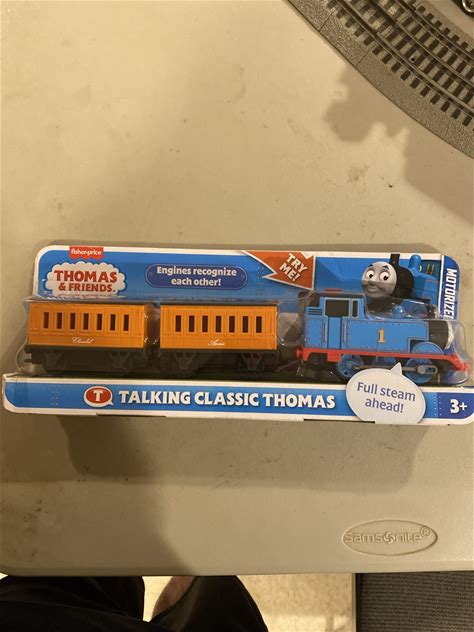 fisher-price
THOMAS
& FRIENDS
Engines recognize
each other!
TRY
ME!
MOTORIZED
Clarabel
Annie
1
T TALKING CLASSIC THOMAS
Full steam
ahead!
3+
Samsonite®